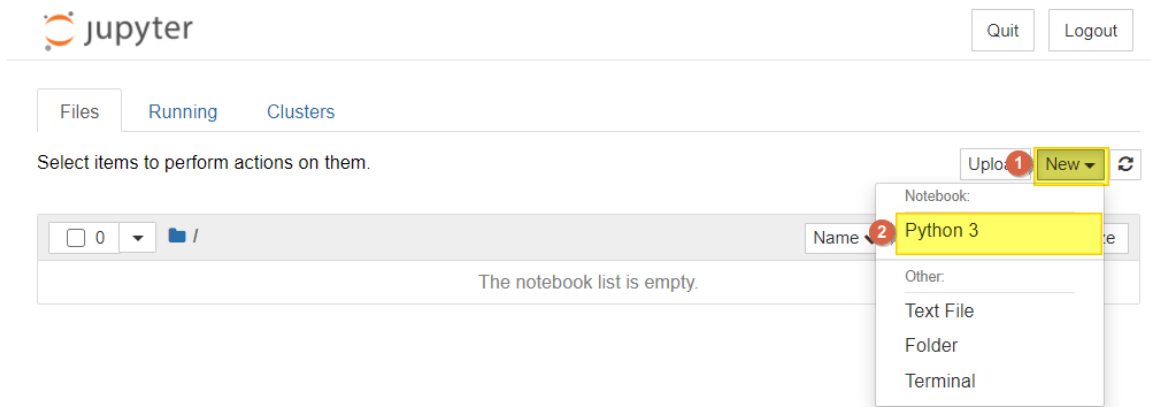 jupyter
Quit
Logout
Files
Running
Clusters
Select items to perform actions on them.
1
New
Notebook:
0
/
Name
2
Python 3
The notebook list is empty.
Other:
Text File
Folder
Terminal